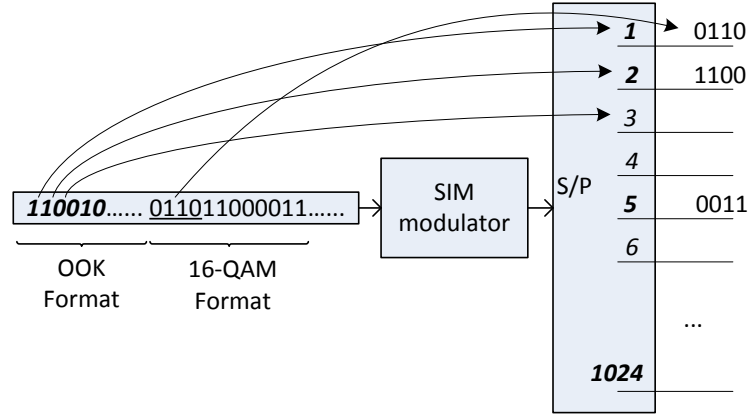 1 0110
2 1100
3
4
S/P
5 0011
6
...
1024
110010...... 011011000011......
OOK
Format
16-QAM
Format
SIM
modulator